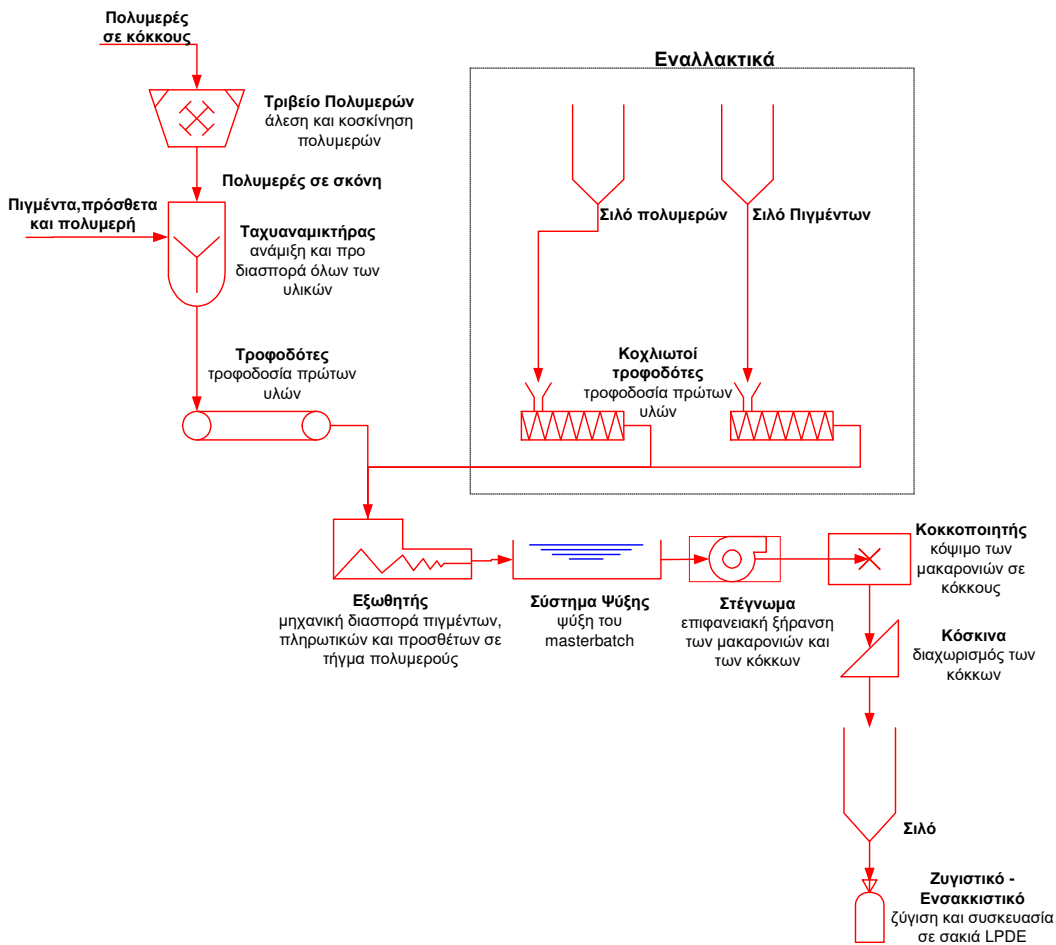 Πολυμερές
σε κόκκους
Εναλλακτικά
Τριβείο Πολυμερών
άλεση και κοσκίνηση
πολυμερών
Πολυμερές σε σκόνη
Πιγμέντα,πρόσθετα
και πολυμερή
Ταχυαναμικτήρας
ανάμιξη και προ
διασπορά όλων των
υλικών
Σιλό πολυμερών
Σιλό Πιγμέντων
Τροφοδότες
τροφοδοσία πρώτων
υλών
Κοχλιωτοί
τροφοδότες
τροφοδοσία πρώτων
υλών
Εξωθητής
μηχανική διασπορά πιγμέντων,
πληρωτικών και προσθέτων σε
τήγμα πολυμερούς
Σύστημα Ψύξης
ψύξη του
masterbatch
Στέγνωμα
επιφανειακή ξήρανση
των μακαρονιών και
των κόκκων
Κοκκοποιητής
κόψιμο των
μακαρονιών σε
κόκκους
Κόσκινα
διαχωρισμός των
κόκκων
Σιλό
Ζυγιστικό -
Ενσακκιστικό
ζύγιση και συσκευασία
σε σακιά LPDE